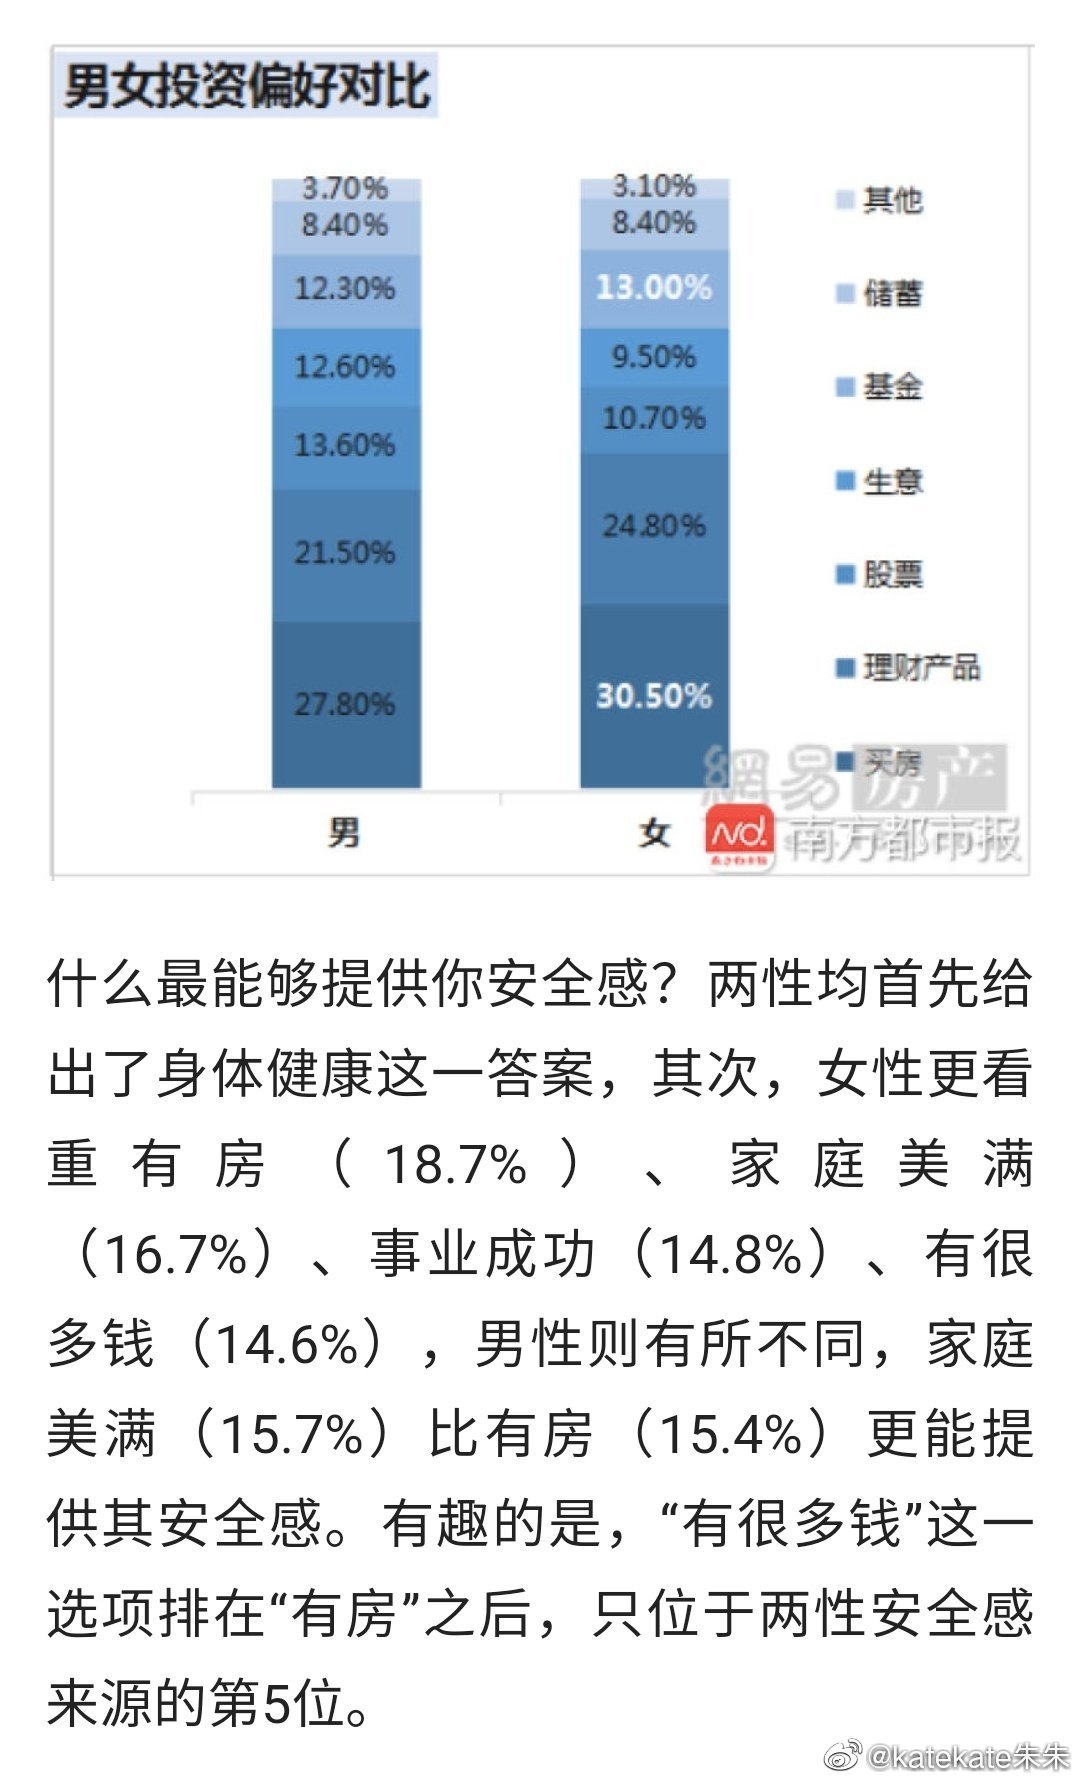 男女投资偏好对比
3.70%
8.40%
12.30%
12.60%
13.60%
21.50%
27.80%
男
3.10%
8.40%
13.00%
9.50%
10.70%
24.80%
30.50%
女
其他
储蓄
基金
生意
股票
理财产品
买房
網易房产
Nd.
南方都市报
什么最能够提供你安全感？两性均首先给
出了身体健康这一答案，其次，女性更看
重有房（18.7%）、家庭美满
（16.7%）、事业成功（14.8%）、有很
多钱（14.6%），男性则有所不同，家庭
美满（15.7%）比有房（15.4%）更能提
供其安全感。有趣的是，“有很多钱”这一
选项排在“有房”之后，只位于两性安全感
来源的第5位。
@katekate朱朱